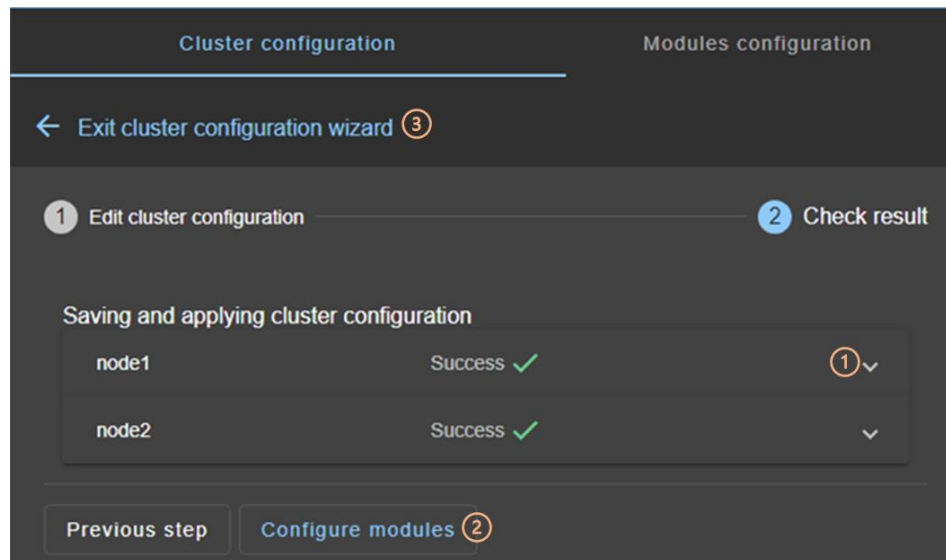 Cluster configuration Modules configuration
Exit cluster configuration wizard 3
1 Edit cluster configuration 2 Check result
Saving and applying cluster configuration
node1 Success 1
node2 Success
Previous step Configure modules 2